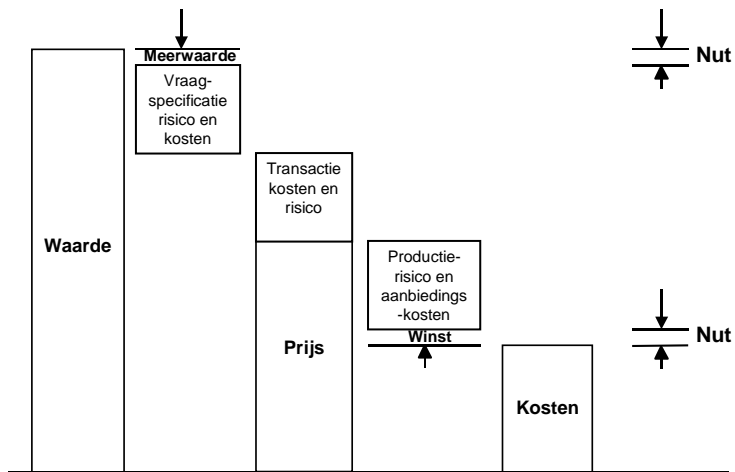 Meerwaarde
Nut
Vraag-
specificatie
risico en
kosten
Transactie
kosten en
risico
Waarde
Productie-
risico en
aanbiedings
-kosten
Winst
Nut
Prijs
Kosten